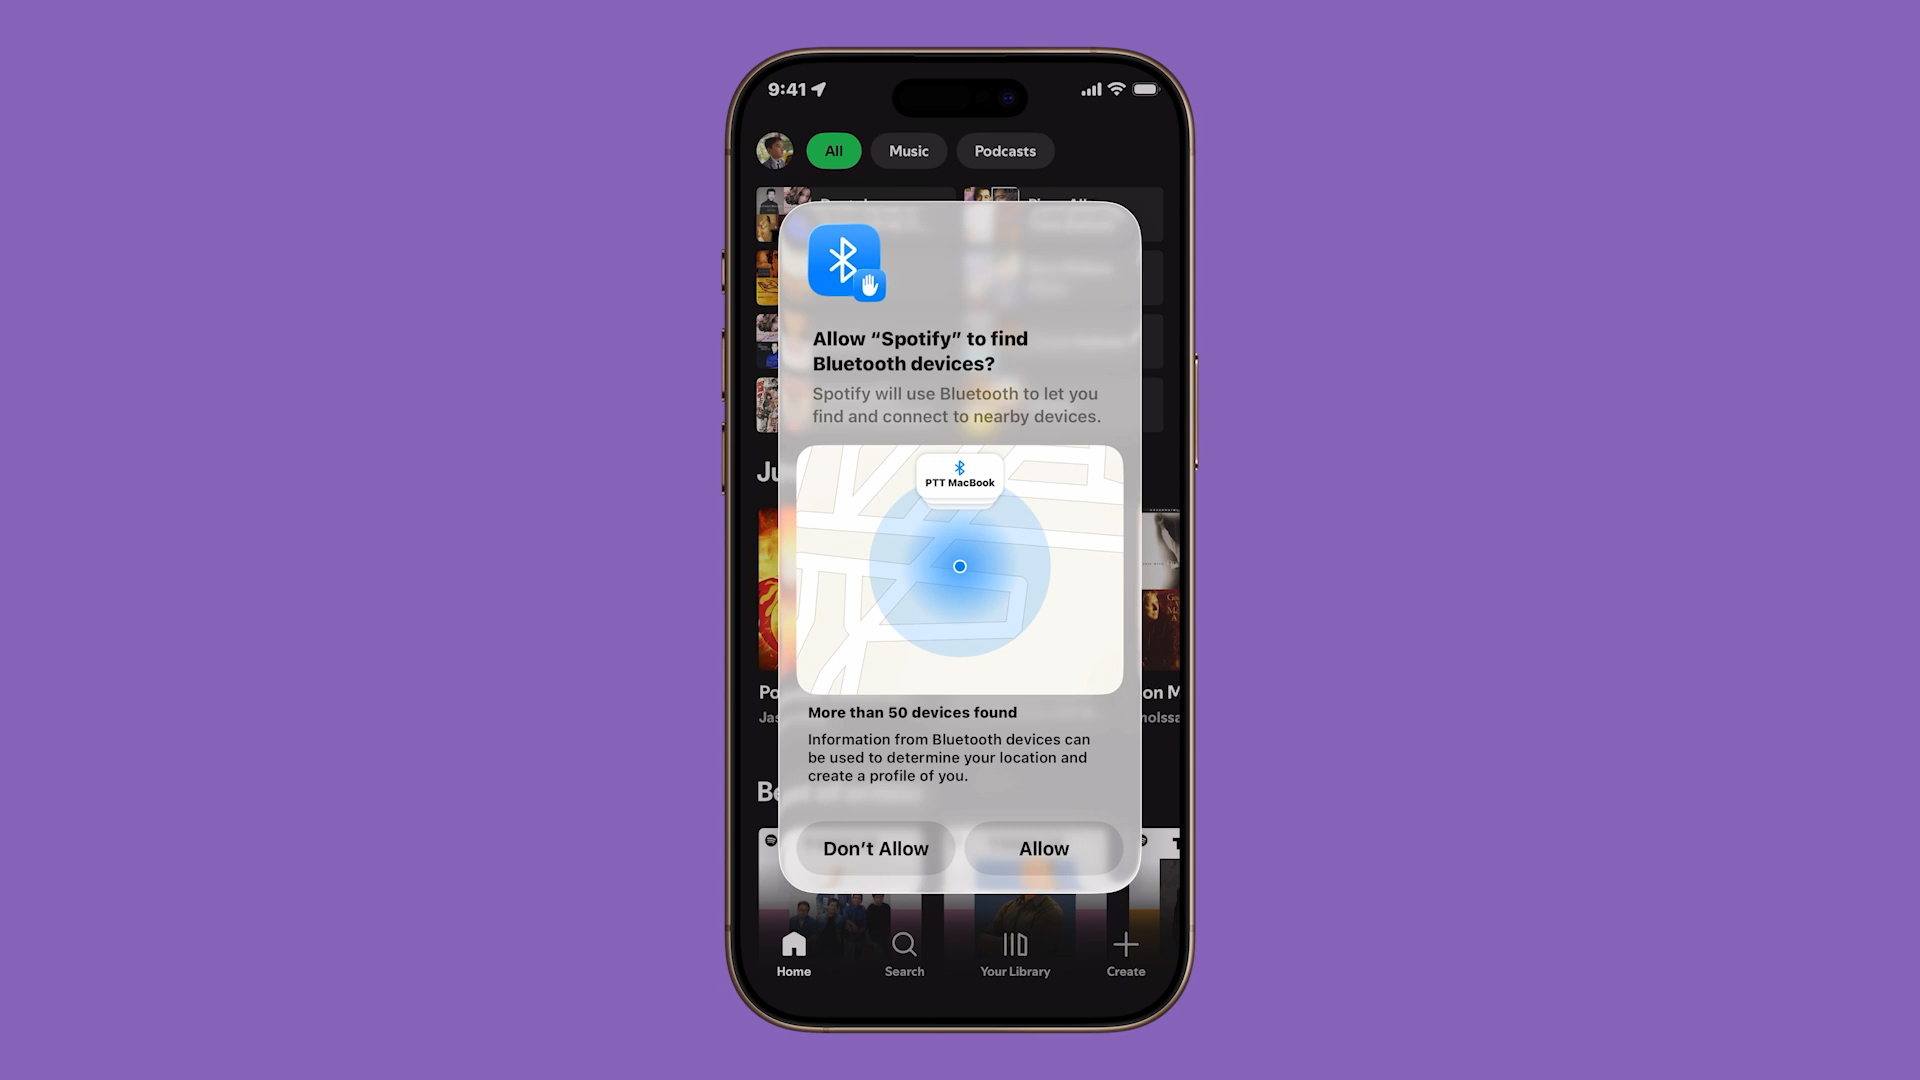 9:41
All
Music
Podcasts
Allow “Spotify” to find
Bluetooth devices?
Spotify will use Bluetooth to let you
find and connect to nearby devices.
PTT MacBook
More than 50 devices found
Information from Bluetooth devices can
be used to determine your location and
create a profile of you.
Don’t Allow
Allow
Home
Search
Your Library
Create